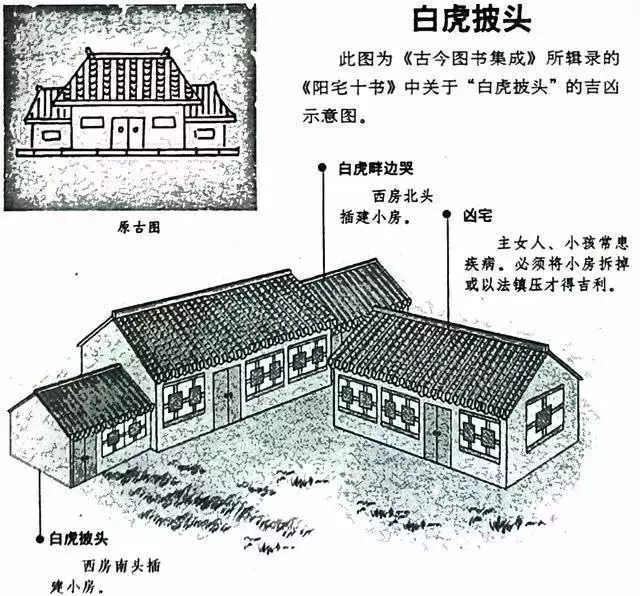 白虎披头
此图为《古今图书集成》所辑录的
《阳宅十书》中关于“白虎披头”的吉凶
示意图。
原古图
白虎畔边哭
西房北头
插建小房。
凶宅
主女人、小孩常患
疾病。必须将小房拆掉
或以法镇压才得吉利。
白虎披头
西房南头插
建小房。